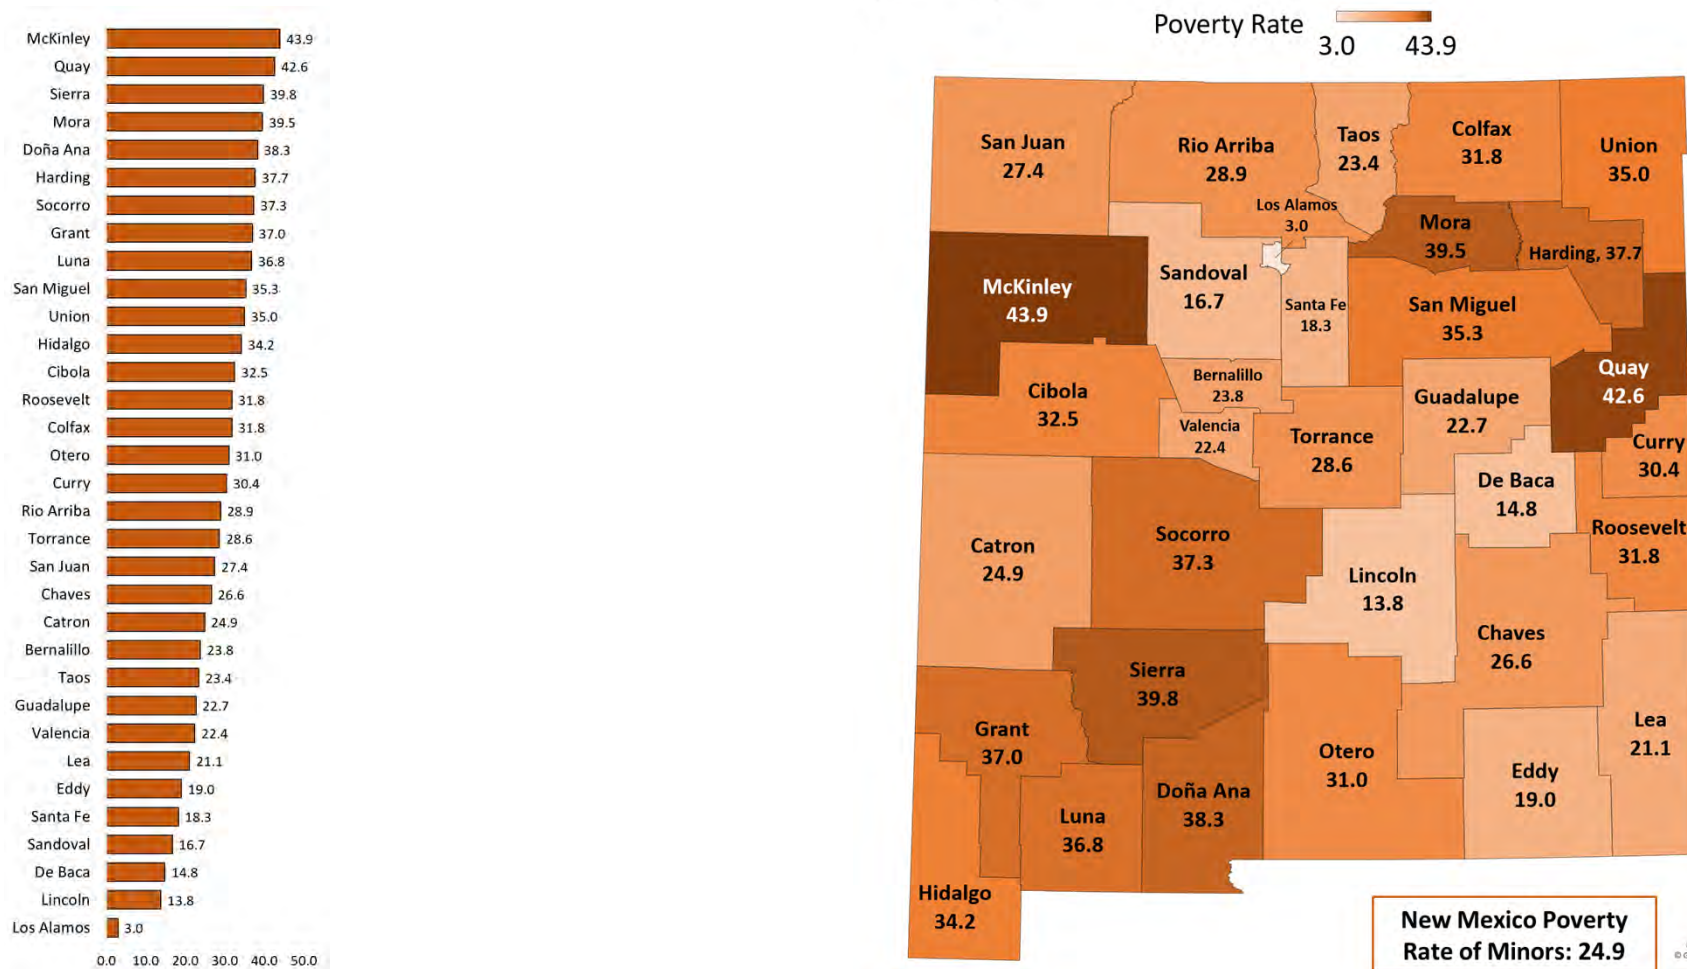 McKinley 43.9
Quay 42.6
Sierra 39.8
Mora 39.5
Doña Ana 38.3
Harding 37.7
Socorro 37.3
Grant 37.0
Luna 36.8
San Miguel 35.3
Union 35.0
Hidalgo 34.2
Cibola 32.5
Roosevelt 31.8
Colfax 31.8
Otero 31.0
Curry 30.4
Rio Arriba 28.9
Torrance 28.6
San Juan 27.4
Chaves 26.6
Catron 24.9
Bernalillo 23.8
Taos 23.4
Guadalupe 22.7
Valencia 22.4
Lea 21.1
Eddy 19.0
Santa Fe 18.3
Sandoval 16.7
De Baca 14.8
Lincoln 13.8
Los Alamos 3.0
0.0 10.0 20.0 30.0 40.0 50.0
Poverty Rate
3.0 43.9
San Juan
27.4
Rio Arriba
28.9
Taos
23.4
Colfax
31.8
Union
35.0
Los Alamos
3.0
Mora
39.5
Harding, 37.7
McKinley
43.9
Sandoval
16.7
Santa Fe
18.3
San Miguel
35.3
Quay
42.6
Cibola
32.5
Bernalillo
23.8
Valencia
22.4
Torrance
28.6
Guadalupe
22.7
Curry
30.4
De Baca
14.8
Roosevelt
31.8
Catron
24.9
Socorro
37.3
Lincoln
13.8
Chaves
26.6
Sierra
39.8
Grant
37.0
Lea
21.1
Otero
31.0
Eddy
19.0
Doña Ana
38.3
Luna
36.8
Hidalgo
34.2
New Mexico Poverty
Rate of Minors: 24.9